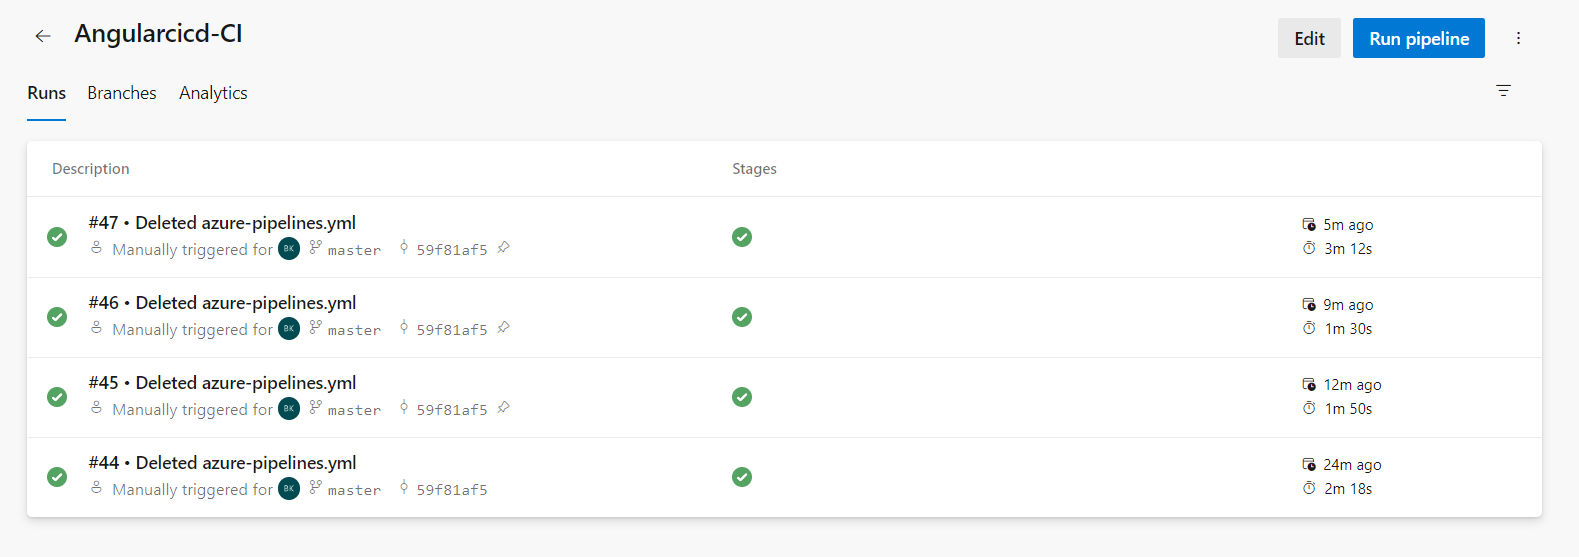 Angularcicd-CI
Edit
Run pipeline
Runs
Branches
Analytics
Description
Stages
#47 • Deleted azure-pipelines.yml
Manually triggered for BK master 59f81af5
5m ago
3m 12s
#46 • Deleted azure-pipelines.yml
Manually triggered for BK master 59f81af5
9m ago
1m 30s
#45 • Deleted azure-pipelines.yml
Manually triggered for BK master 59f81af5
12m ago
1m 50s
#44 • Deleted azure-pipelines.yml
Manually triggered for BK master 59f81af5
24m ago
2m 18s